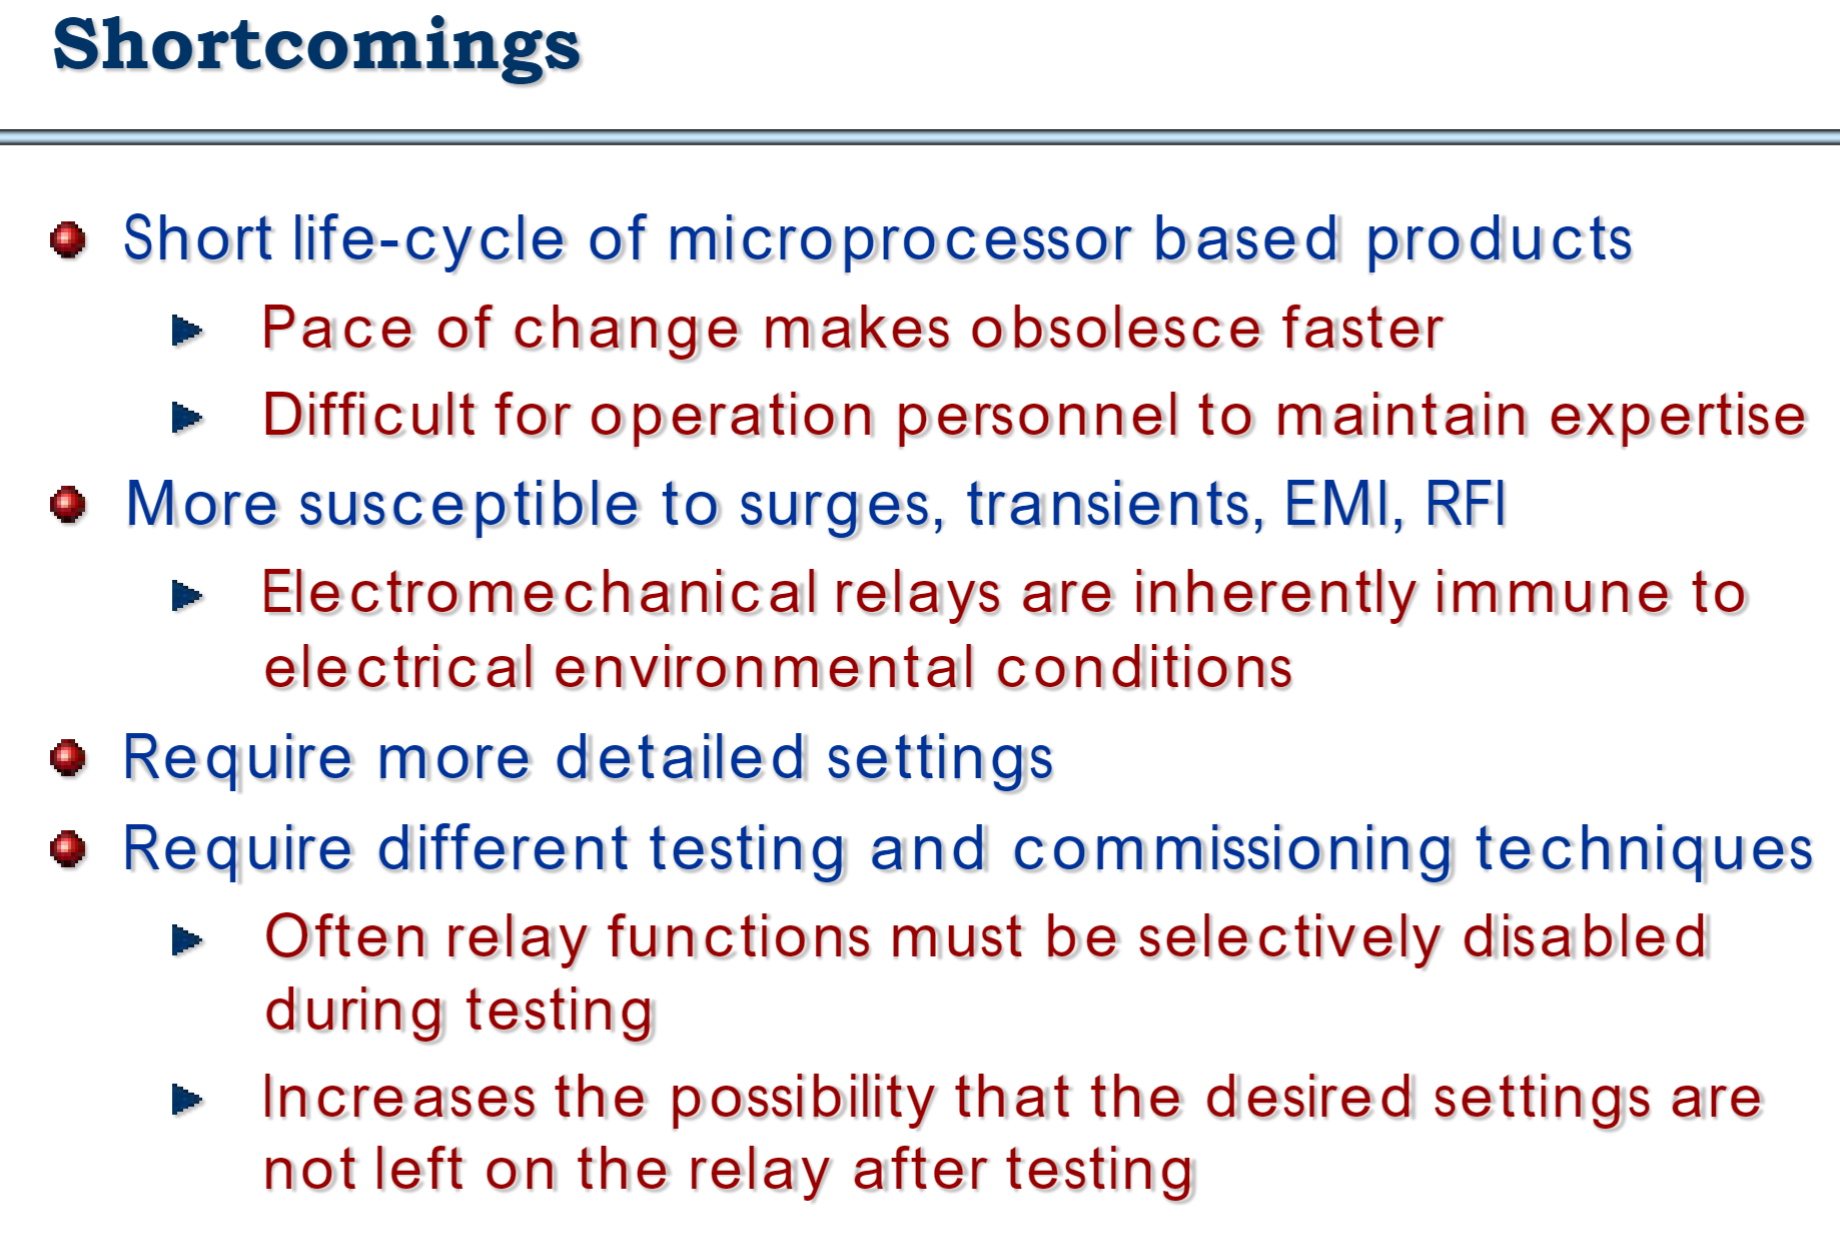 Shortcomings
Short life-cycle of microprocessor based products
Pace of change makes obsolesce faster
Difficult for operation personnel to maintain expertise
More susceptible to surges, transients, EMI, RFI
Electromechanical relays are inherently immune to
electrical environmental conditions
Require more detailed settings
Require different testing and commissioning techniques
Often relay functions must be selectively disabled
during testing
Increases the possibility that the desired settings are
not left on the relay after testing